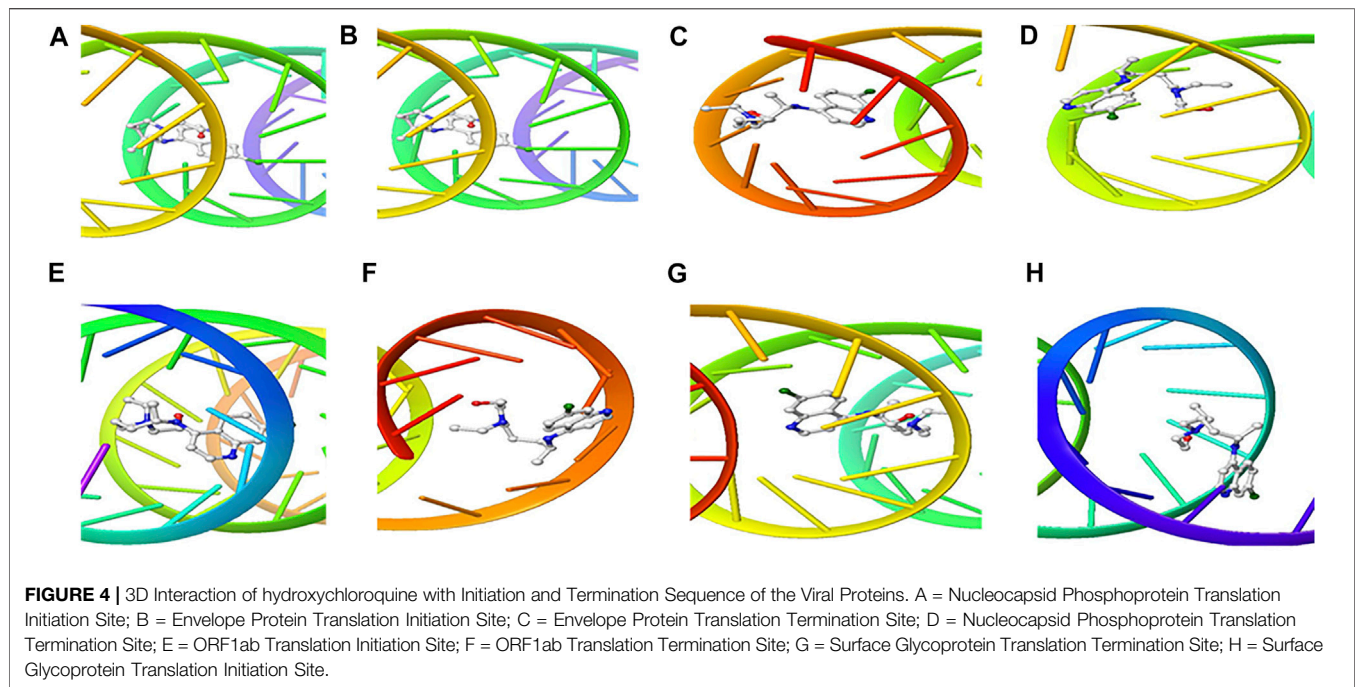 A
B
C
D
E
F
G
H
FIGURE 4 | 3D Interaction of hydroxychloroquine with Initiation and Termination Sequence of the Viral Proteins. A = Nucleocapsid Phosphoprotein Translation
Initiation Site; B = Envelope Protein Translation Initiation Site; C = Envelope Protein Translation Termination Site; D = Nucleocapsid Phosphoprotein Translation
Termination Site; E = ORF1ab Translation Initiation Site; F = ORF1ab Translation Termination Site; G = Surface Glycoprotein Translation Termination Site; H = Surface
Glycoprotein Translation Initiation Site.